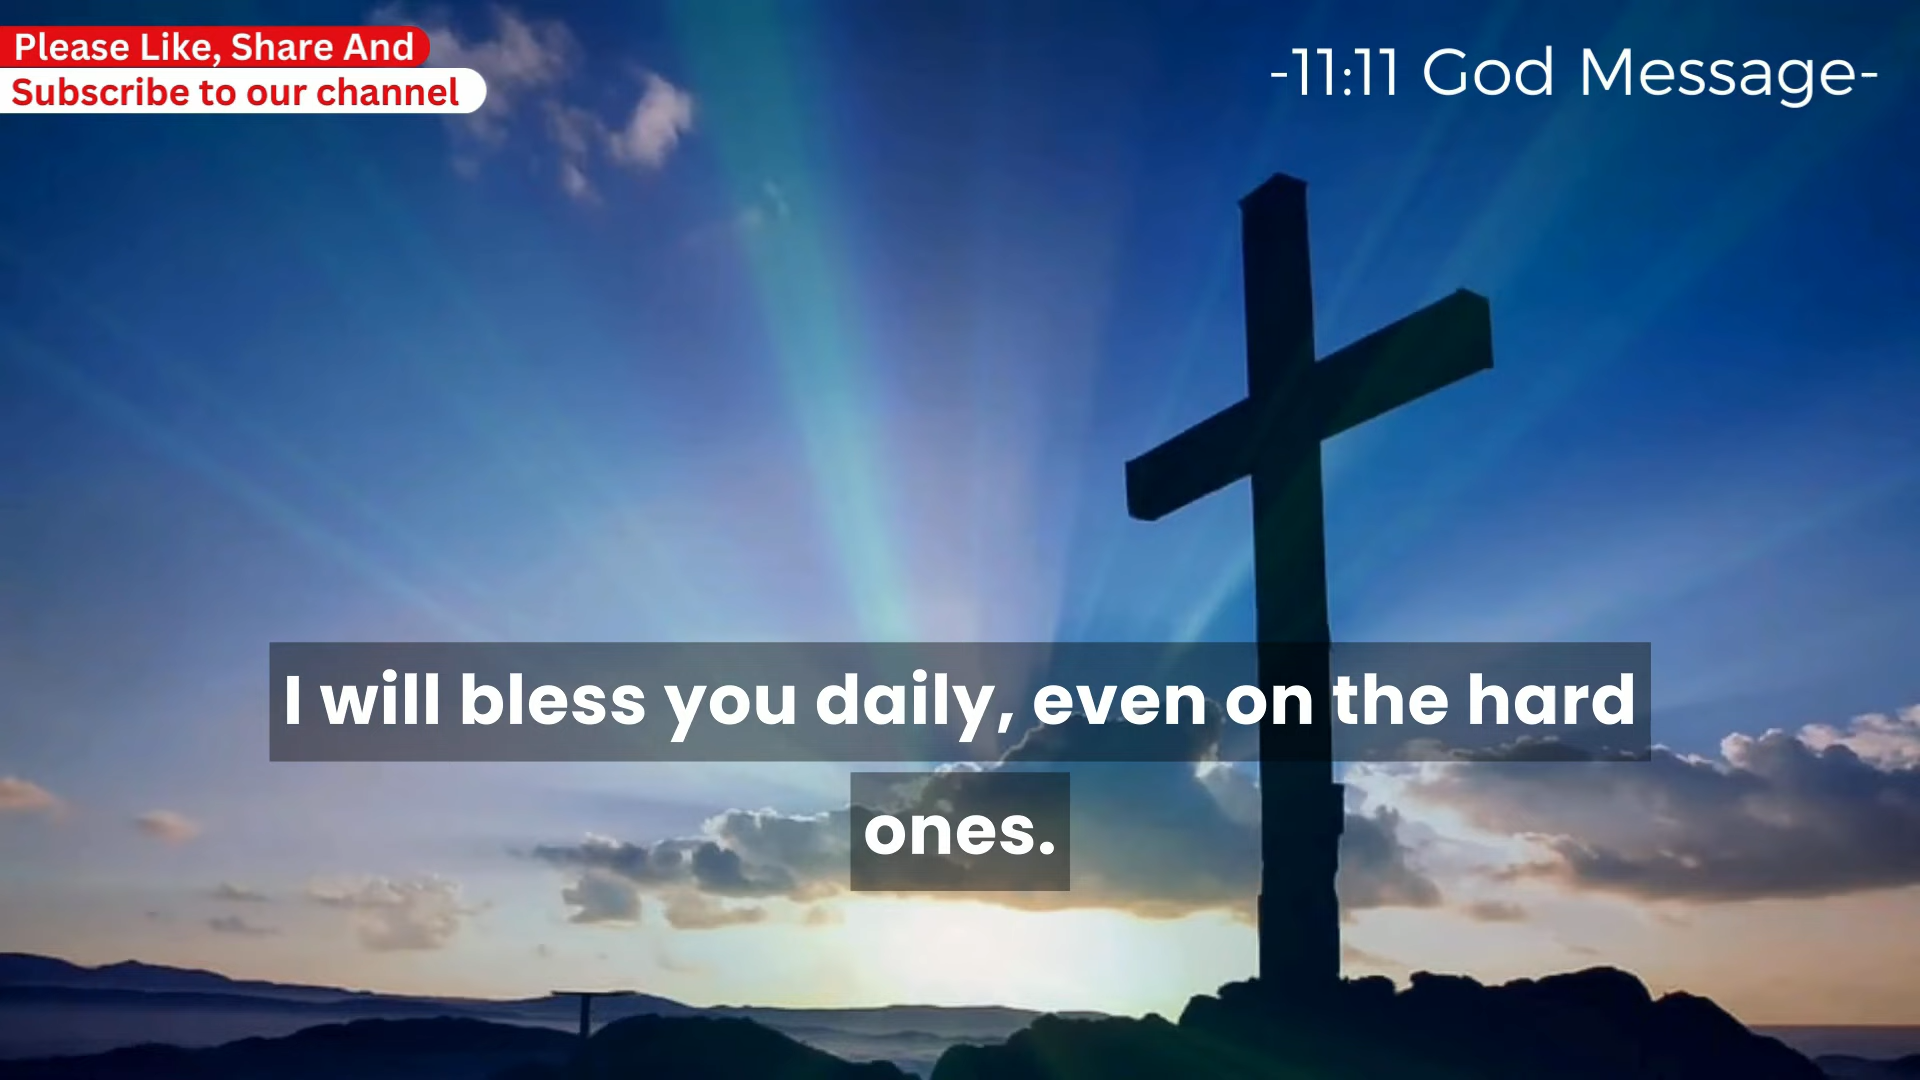 Please Like, Share And
Subscribe to our channel
-11:11 God Message-
I will bless you daily, even on the hard
ones.